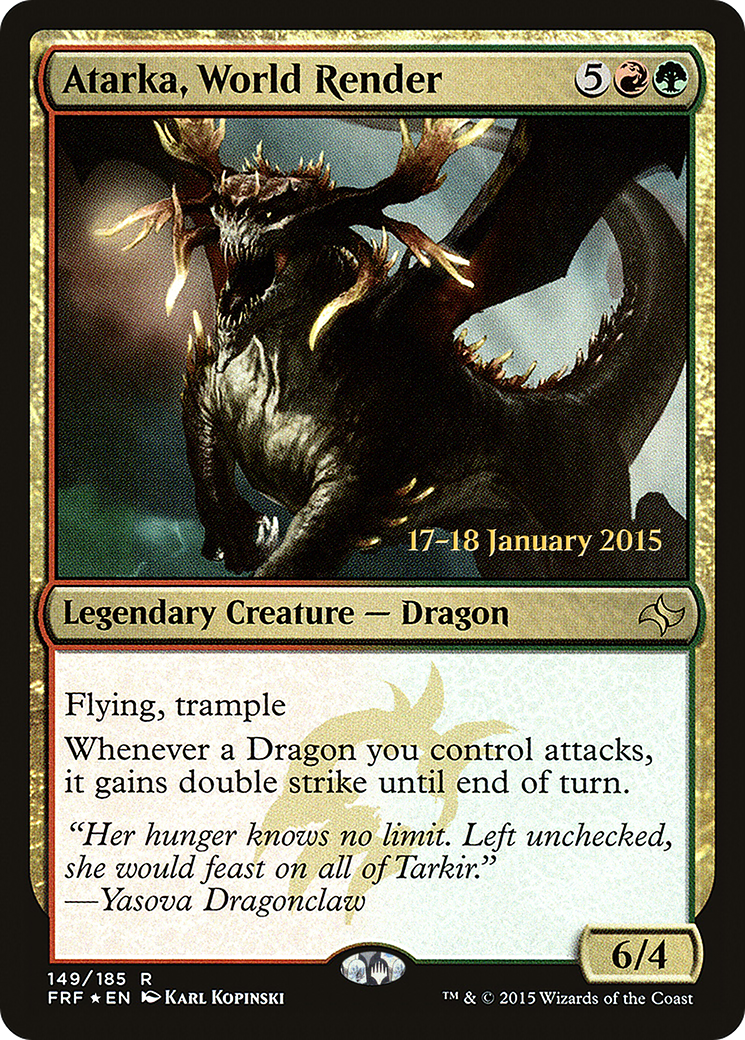 Atarka, World Render
5
17–18 January 2015
Legendary Creature — Dragon
Flying, trample
Whenever a Dragon you control attacks,
it gains double strike until end of turn.
“Her hunger knows no limit. Left unchecked,
she would feast on all of Tarkir.”
—Yasova Dragonclaw
6/4
149/185 R
FRF ★ EN Karl Kopinski
™ & © 2015 Wizards of the Coast